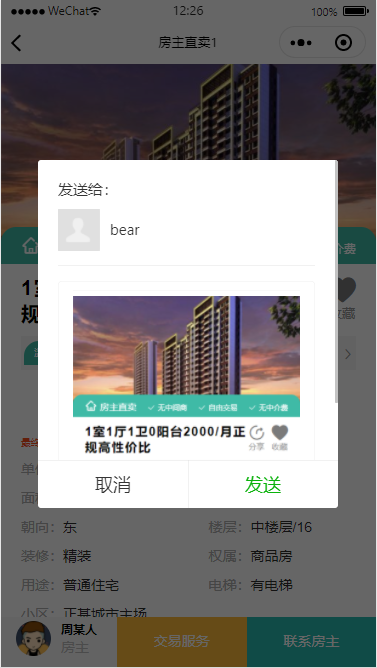 ●●●●● WeChat 12:26 100%
房主直卖1
发送给：
bear
介费
1室
规
收藏
房主直卖 ✓ 无中间商 ✓ 自由交易 ✓ 无中介费
1室1厅1卫0阳台2000/月正
规高性价比
分享 收藏
取消 发送
朝向：东 楼层：中楼层/16
装修：精装 权属：商品房
用途：普通住宅 电梯：有电梯
小区：正基城市主场
周某人
房主
交易服务 联系房主